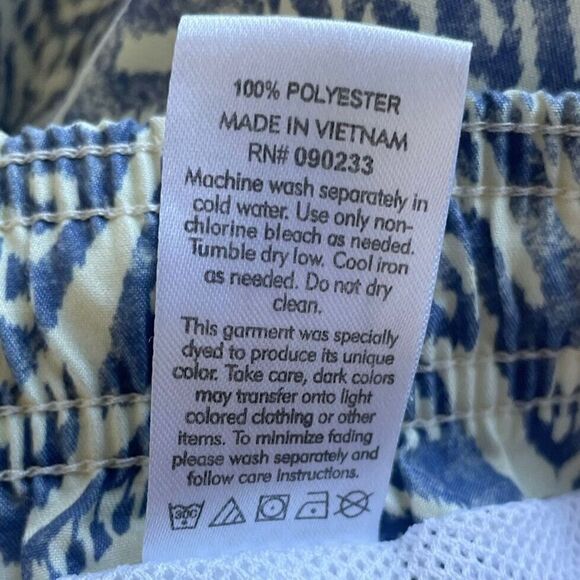 100% POLYESTER
MADE IN VIETNAM
RN# 090233
Machine wash separately in
cold water. Use only non-
chlorine bleach as needed.
Tumble dry low. Cool iron
as needed. Do not dry
clean.
This garment was specially
dyed to produce its unique
color. Take care, dark colors
may transfer onto light
colored clothing or other
items. To minimize fading
please wash separately and
follow care instructions.
30C